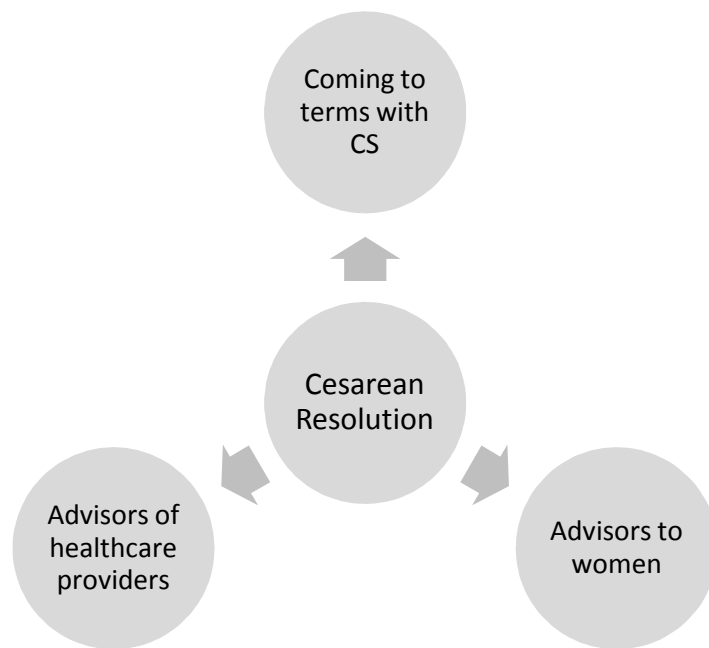 Coming to
terms with
CS
Cesarean
Resolution
Advisors of
healthcare
providers
Advisors to
women